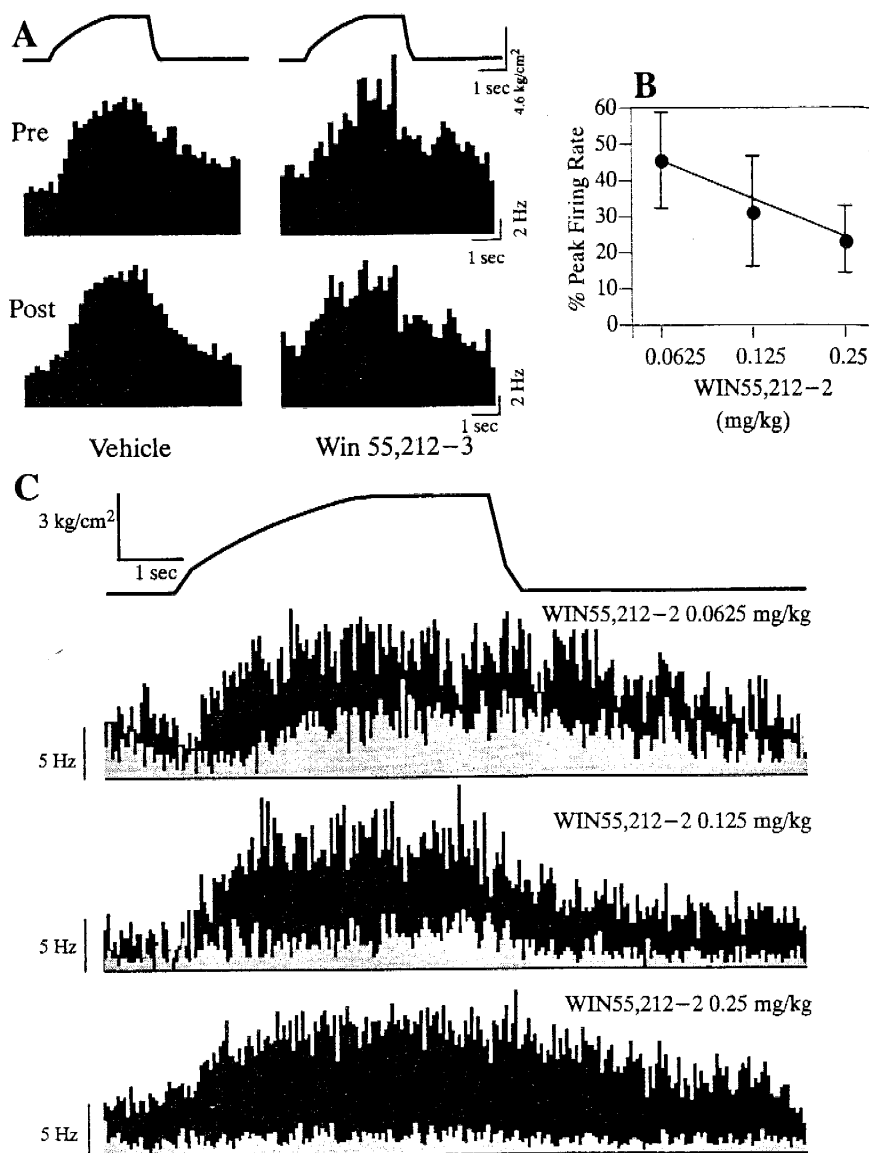 A
1 sec
4.6 kg/cm2
Pre
1 sec
2 Hz
Post
1 sec
2 Hz
Vehicle
Win 55,212-3
B
% Peak Firing Rate
60
50
40
30
20
10
0
0.0625
0.125
0.25
WIN55,212-2
(mg/kg)
C
3 kg/cm2
1 sec
WIN55,212-2 0.0625 mg/kg
5 Hz
WIN55,212-2 0.125 mg/kg
5 Hz
WIN55,212-2 0.25 mg/kg
5 Hz